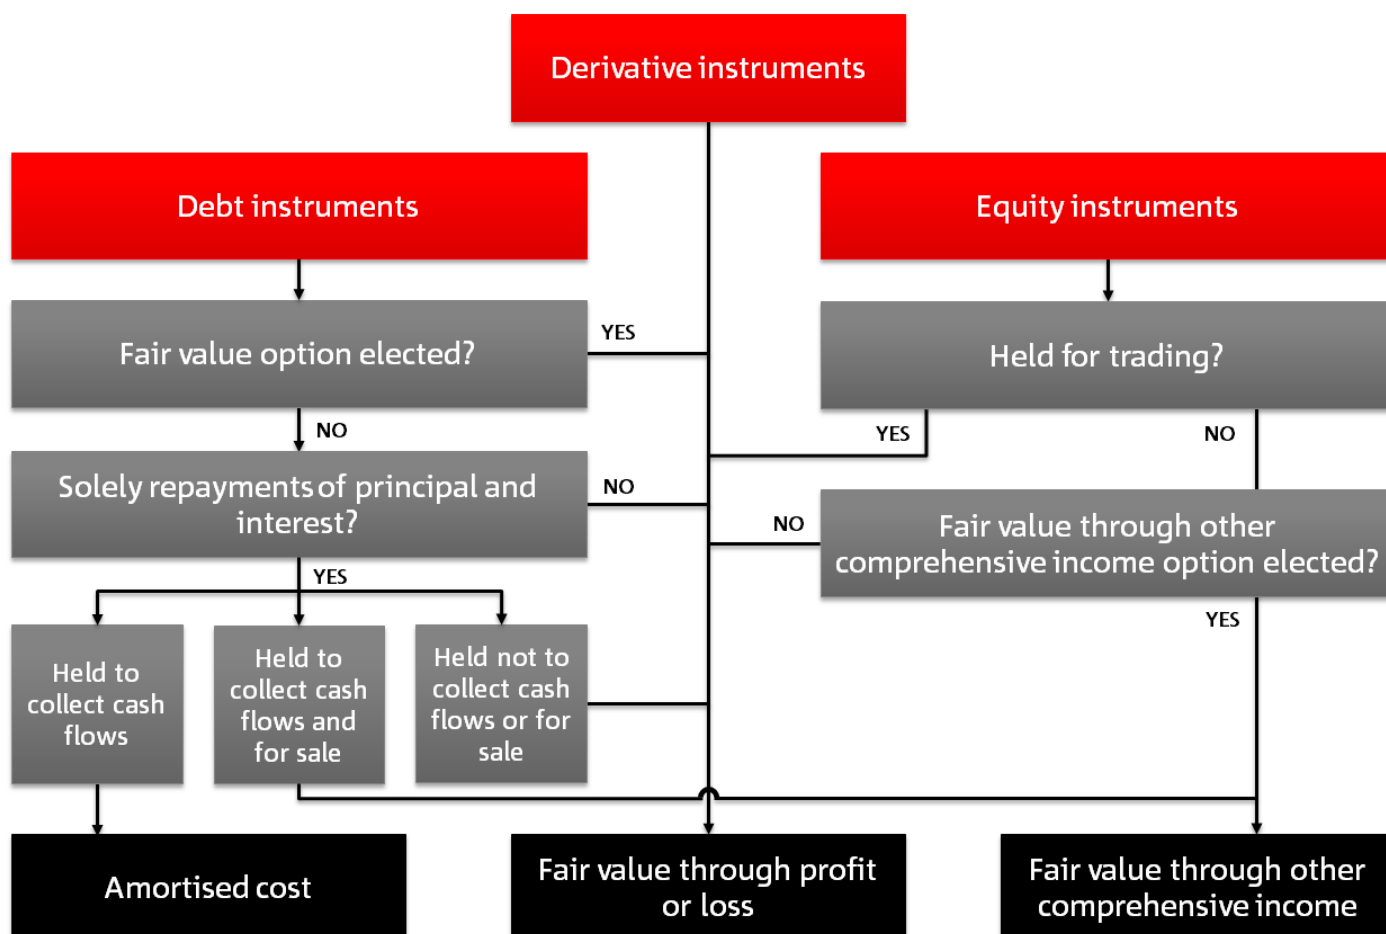 Derivative instruments
Debt instruments
Equity instruments
Fair value option elected?
YES
Held for trading?
NO
YES
NO
Solely repayments of principal and
interest?
NO
NO
Fair value through other
comprehensive income option elected?
YES
YES
Held to
collect cash
flows
Held to
collect cash
flows and
for sale
Held not to
collect cash
flows or for
sale
Amortised cost
Fair value through profit
or loss
Fair value through other
comprehensive income